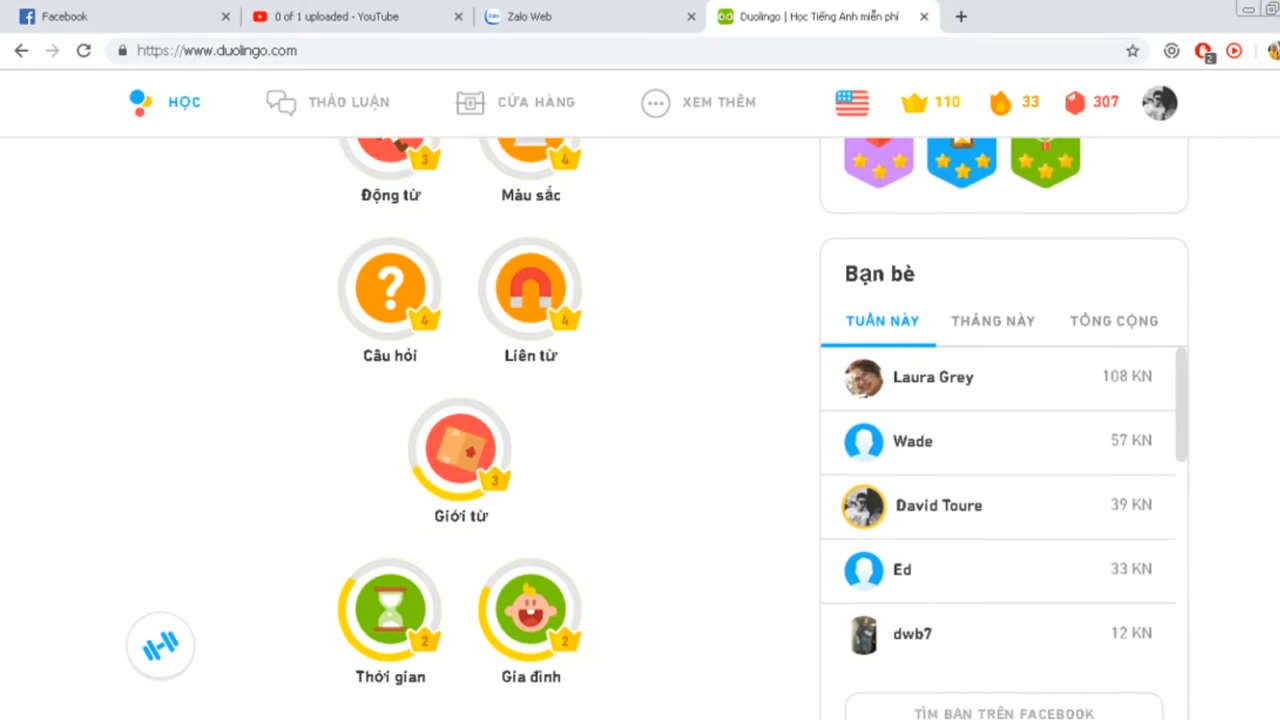 Facebook
0 of 1 uploaded - YouTube
Zalo Web
Duolingo | Học Tiếng Anh miễn phí
https://www.duolingo.com
2
HỌC
THẢO LUẬN
CỬA HÀNG
XEM THÊM
110
33
307
3
4
Động từ
Màu sắc
4
4
Câu hỏi
Liên từ
3
Giới từ
2
2
Thời gian
Gia đình
Bạn bè
TUẦN NÀY
THÁNG NÀY
TỔNG CỘNG
Laura Grey
108 KN
Wade
57 KN
David Toure
39 KN
Ed
33 KN
dwb7
12 KN
TÌM BẠN TRÊN FACEBOOK